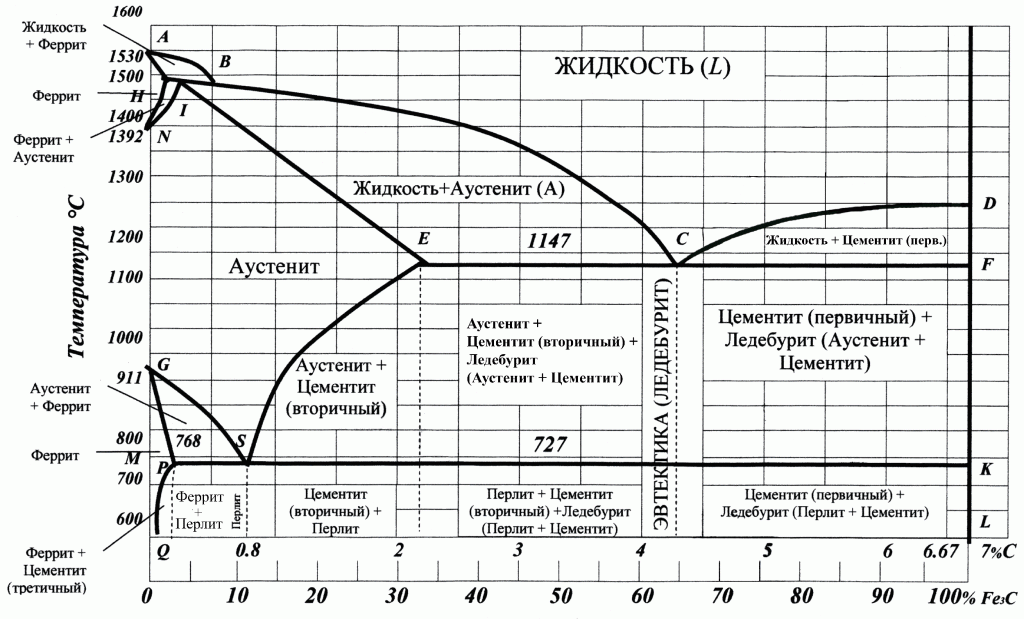 1600
Жидкость
+ Феррит
A
1530
B
ЖИДКОСТЬ (L)
1500
Феррит
H
I
1400
1392
N
Феррит +
Аустенит
1300
Жидкость+Аустенит (А)
Температура °C
D
1200
E
1147
C
Жидкость + Цементит (перв.)
Аустенит
F
1100
1000
Аустенит +
Цементит (вторичный) +
Ледебурит
(Аустенит + Цементит)
ЭВТЕКТИКА (ЛЕДЕБУРИТ)
Цементит (первичный) +
Ледебурит (Аустенит +
Цементит)
G
911
Аустенит +
Цементит
(вторичный)
Аустенит
+ Феррит
800
768
S
727
Феррит
M
P
K
700
Феррит
+
Перлит
Перлит
Цементит
(вторичный) +
Перлит
Перлит + Цементит
(вторичный) +Ледебурит
(Перлит + Цементит)
Цементит (первичный) +
Ледебурит (Перлит + Цементит)
600
L
Феррит +
Цементит
(третичный)
Q 0.8 2 3 4 5 6 6.67 7%C
0 10 20 30 40 50 60 70 80 90 100% Fe₃C